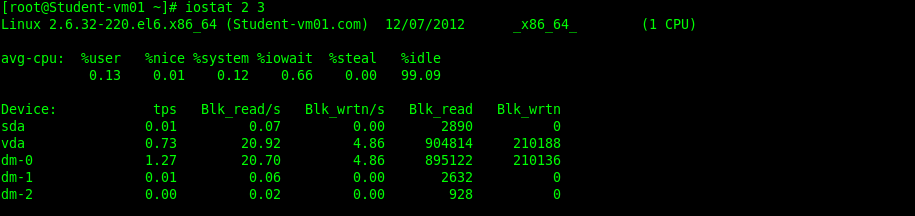 [root@Student-vm01 ~]# iostat 2 3
Linux 2.6.32-220.el6.x86_64 (Student-vm01.com)  12/07/2012      _x86_64_        (1 CPU)
avg-cpu:  %user   %nice %system %iowait  %steal   %idle
           0.13    0.01    0.12    0.66    0.00   99.09
Device:            tps   Blk_read/s   Blk_wrtn/s   Blk_read   Blk_wrtn
sda               0.01         0.07         0.00       2890          0
vda               0.73        20.92         4.86     904814     210188
dm-0              1.27        20.70         4.86     895122     210136
dm-1              0.01         0.06         0.00       2632          0
dm-2              0.00         0.02         0.00        928          0